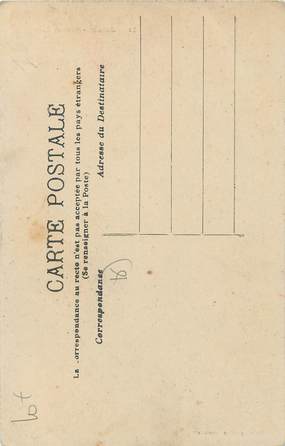 CARTE POSTALE
La correspondance au recto n'est pas acceptée par tous les pays étrangers
(Se renseigner à la Poste)
Correspondance
Adresse du Destinataire